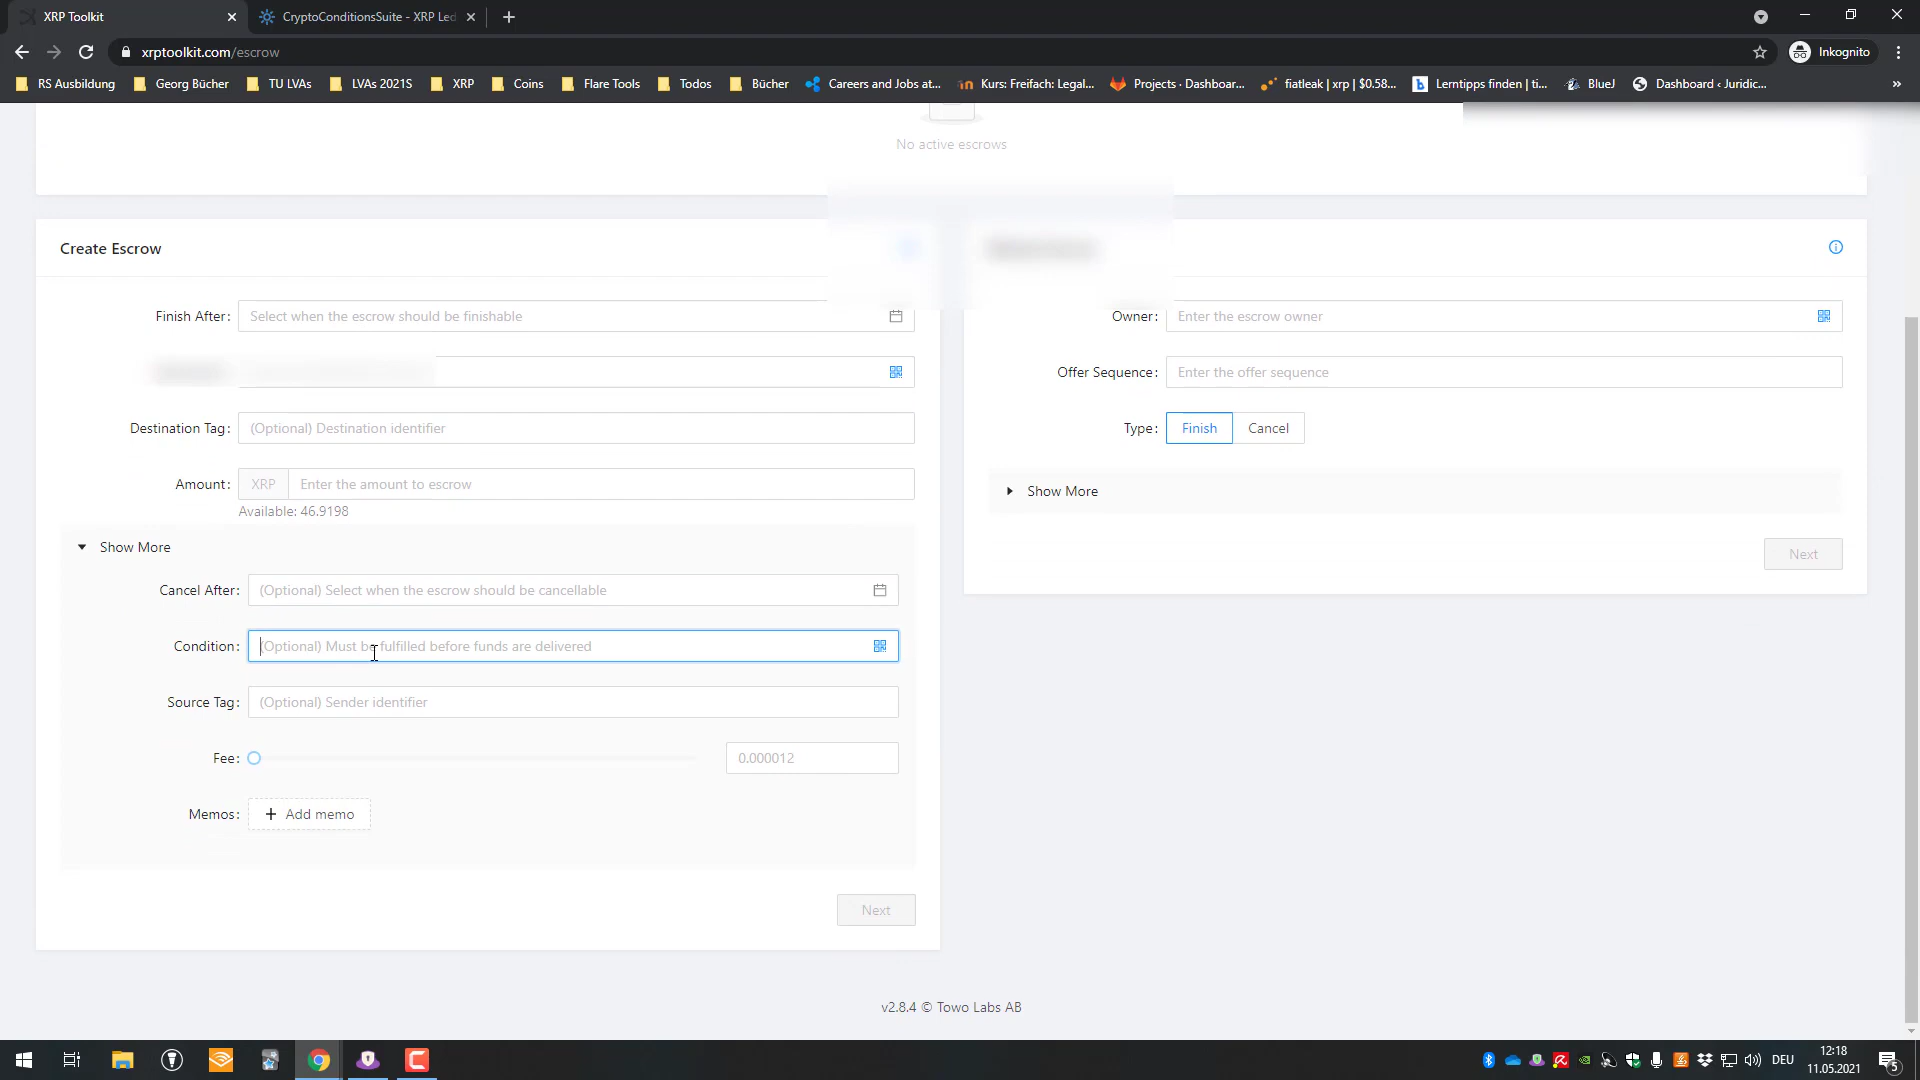 XRP Toolkit
CryptoConditionsSuite - XRP Led
xrptoolkit.com/escrow
Inkognito
RS Ausbildung
Georg Bücher
TU LVAs
LVAs 2021S
XRP
Coins
Flare Tools
Todos
Bücher
Careers and Jobs at...
Kurs: Freifach: Legal...
Projects · Dashboar...
fiatleak | xrp | $0.58...
Lerntipps finden | ti...
BlueJ
Dashboard ‹ Juridic...
»
No active escrows
Create Escrow
Finish After:
Select when the escrow should be finishable
Destination Tag:
(Optional) Destination identifier
Amount:
XRP
Enter the amount to escrow
Available: 46.9198
Show More
Cancel After:
(Optional) Select when the escrow should be cancellable
Condition:
(Optional) Must be fulfilled before funds are delivered
Source Tag:
(Optional) Sender identifier
Fee:
0.000012
Memos:
+ Add memo
Next
Owner:
Enter the escrow owner
Offer Sequence:
Enter the offer sequence
Type:
Finish
Cancel
Show More
Next
v2.8.4 © Towo Labs AB
DEU
12:18
11.05.2021
5